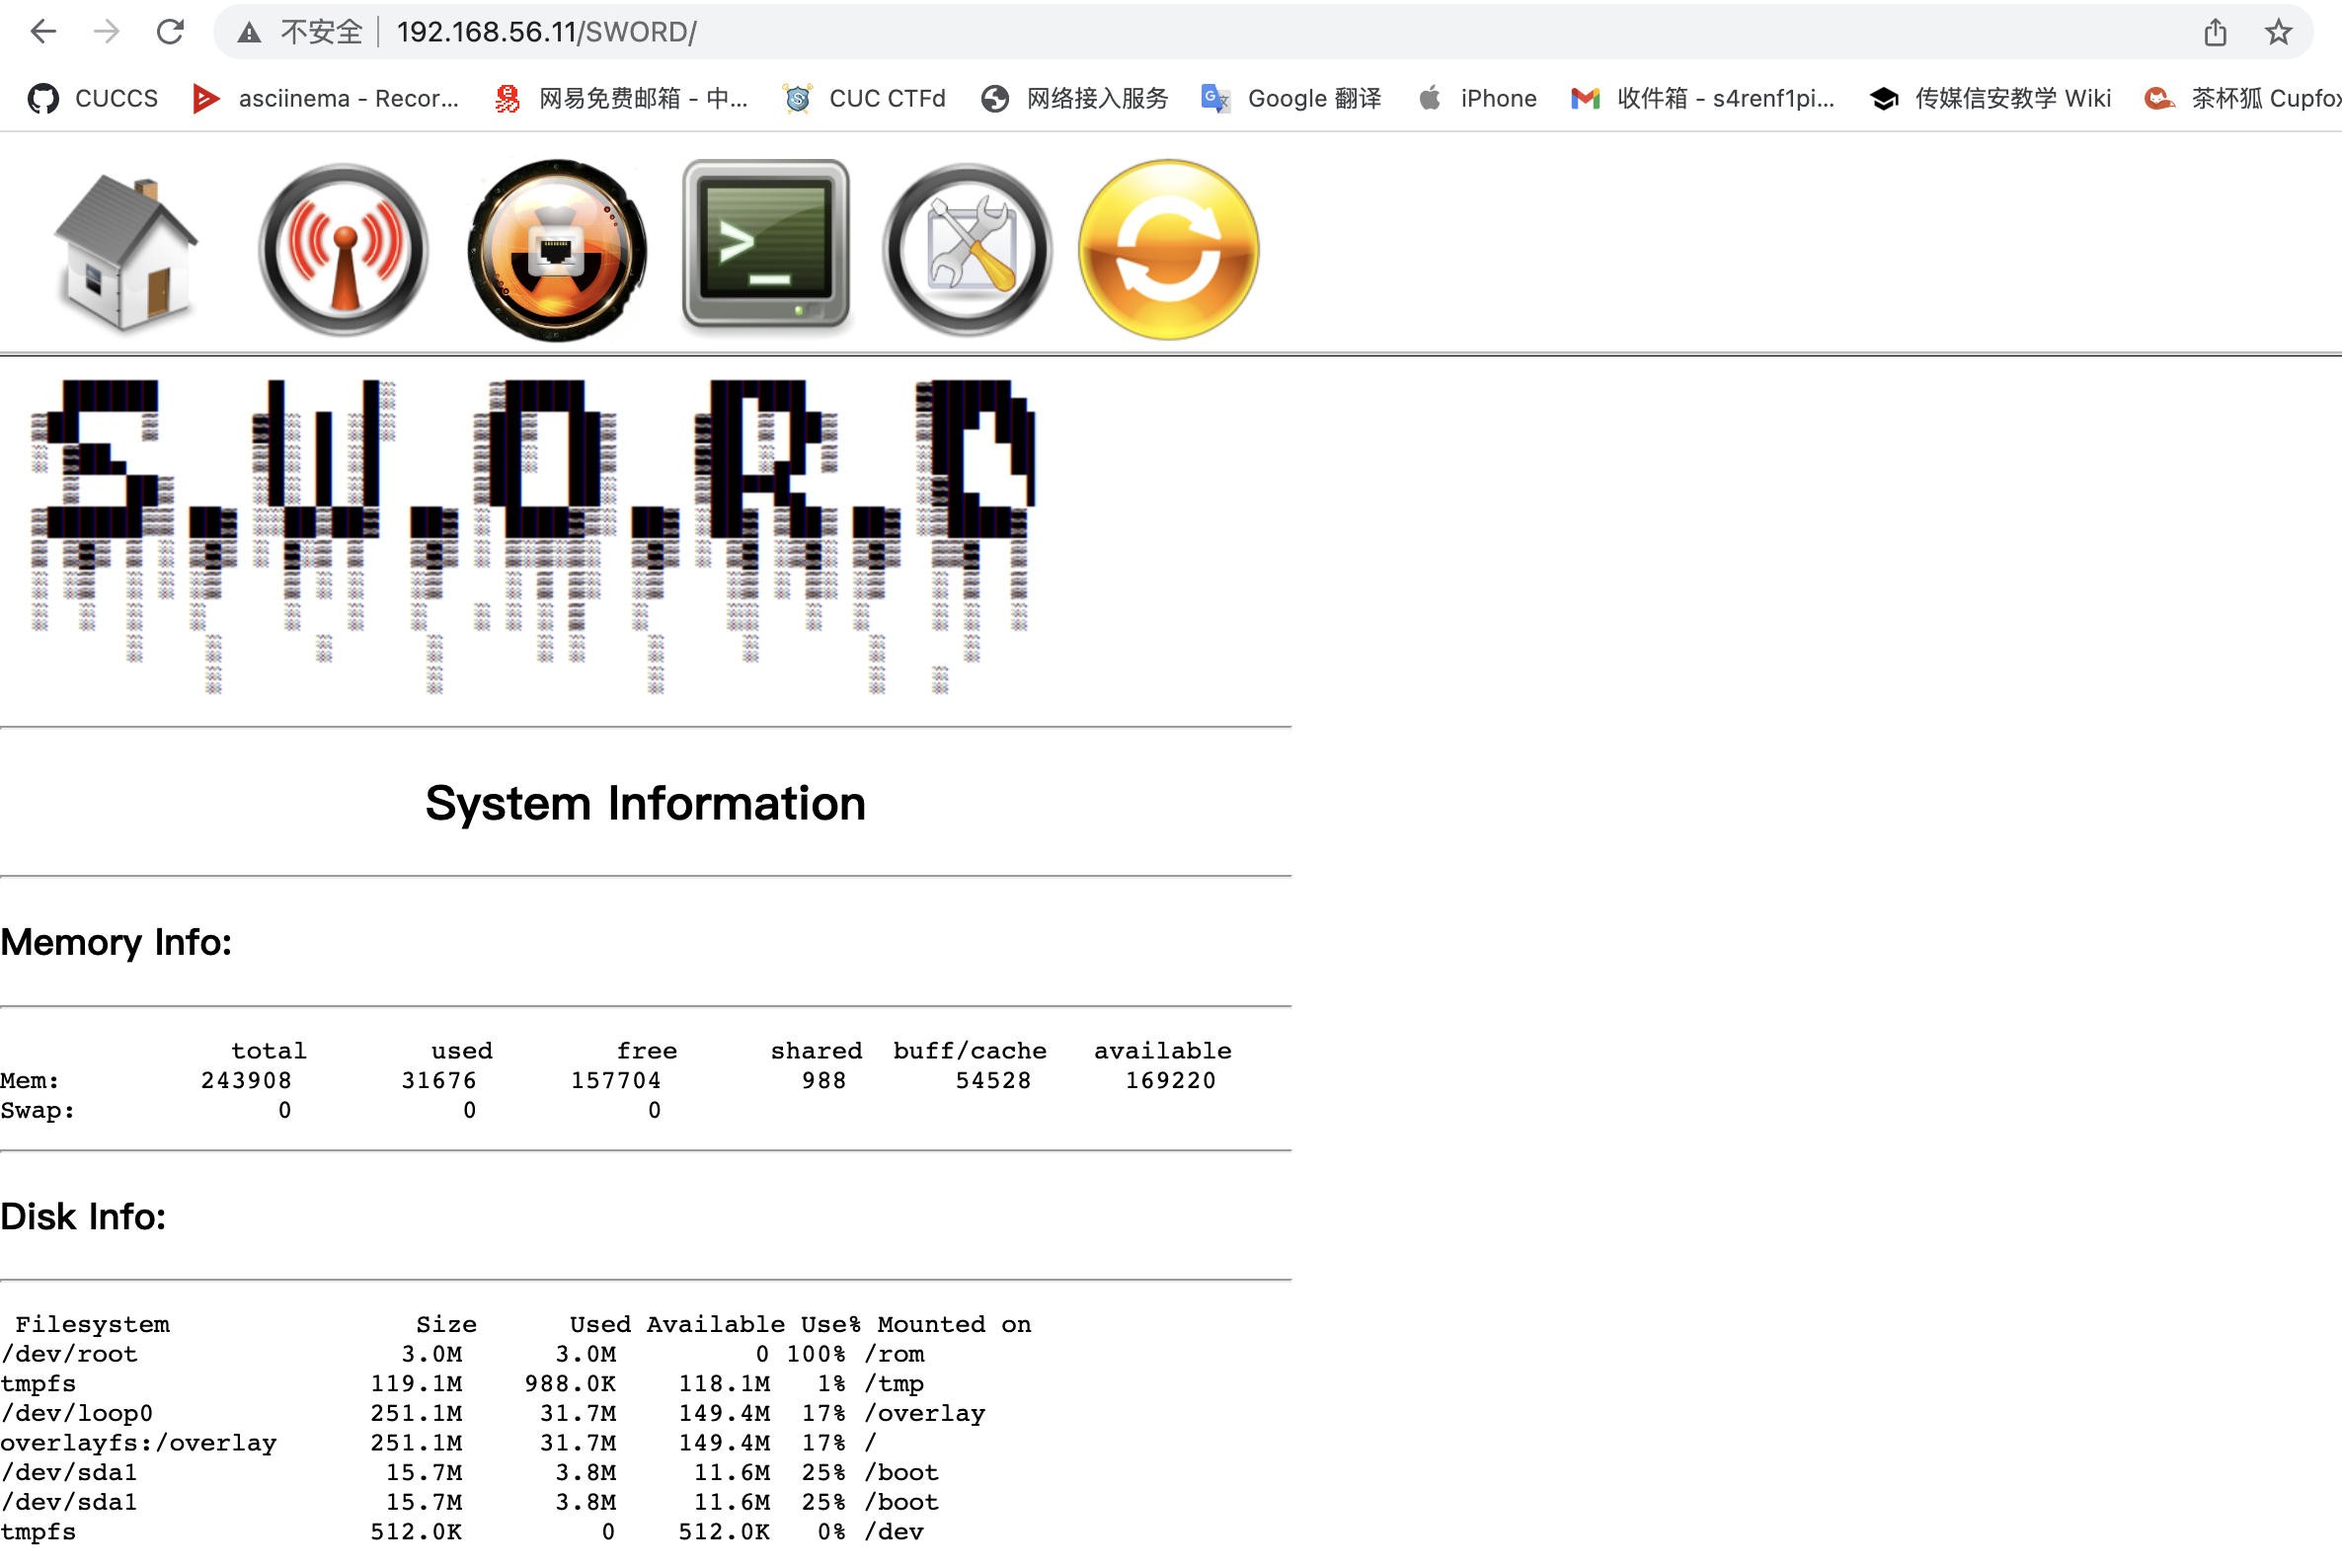 不安全 192.168.56.11/SWORD/
CUCCS asciinema - Recor... 网易免费邮箱 - 中... CUC CTFd 网络接入服务 Google 翻译 iPhone 收件箱 - s4renf1pi... 传媒信安教学 Wiki 茶杯狐 Cupfox
S.W.O.R.D
System Information
Memory Info:
total used free shared buff/cache available
Mem: 243908 31676 157704 988 54528 169220
Swap: 0 0 0
Disk Info:
Filesystem Size Used Available Use% Mounted on
/dev/root 3.0M 3.0M 0 100% /rom
tmpfs 119.1M 988.0K 118.1M 1% /tmp
/dev/loop0 251.1M 31.7M 149.4M 17% /overlay
overlayfs:/overlay 251.1M 31.7M 149.4M 17% /
/dev/sda1 15.7M 3.8M 11.6M 25% /boot
/dev/sda1 15.7M 3.8M 11.6M 25% /boot
tmpfs 512.0K 0 512.0K 0% /dev